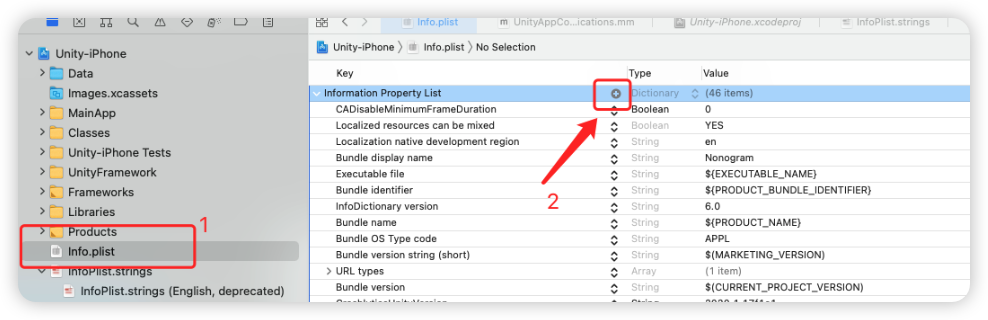 Info.plist
UnityAppCo...ications.mm
Unity-iPhone.xcodeproj
InfoPlist.strings
Unity-iPhone
Data
Images.xcassets
MainApp
Classes
Unity-iPhone Tests
UnityFramework
Frameworks
Libraries
Products
1
Info.plist
InfoPlist.strings
InfoPlist.strings (English, deprecated)
Unity-iPhone 〉 Info.plist 〉 No Selection
Key Type Value
Information Property List Dictionary (46 items)
CADisableMinimumFrameDuration Boolean 0
Localized resources can be mixed Boolean YES
Localization native development region String en
Bundle display name String Nonogram
Executable file String ${EXECUTABLE_NAME}
Bundle identifier String ${PRODUCT_BUNDLE_IDENTIFIER}
2
InfoDictionary version String 6.0
Bundle name String ${PRODUCT_NAME}
Bundle OS Type code String APPL
Bundle version string (short) String $(MARKETING_VERSION)
URL types Array (1 item)
Bundle version String $(CURRENT_PROJECT_VERSION)